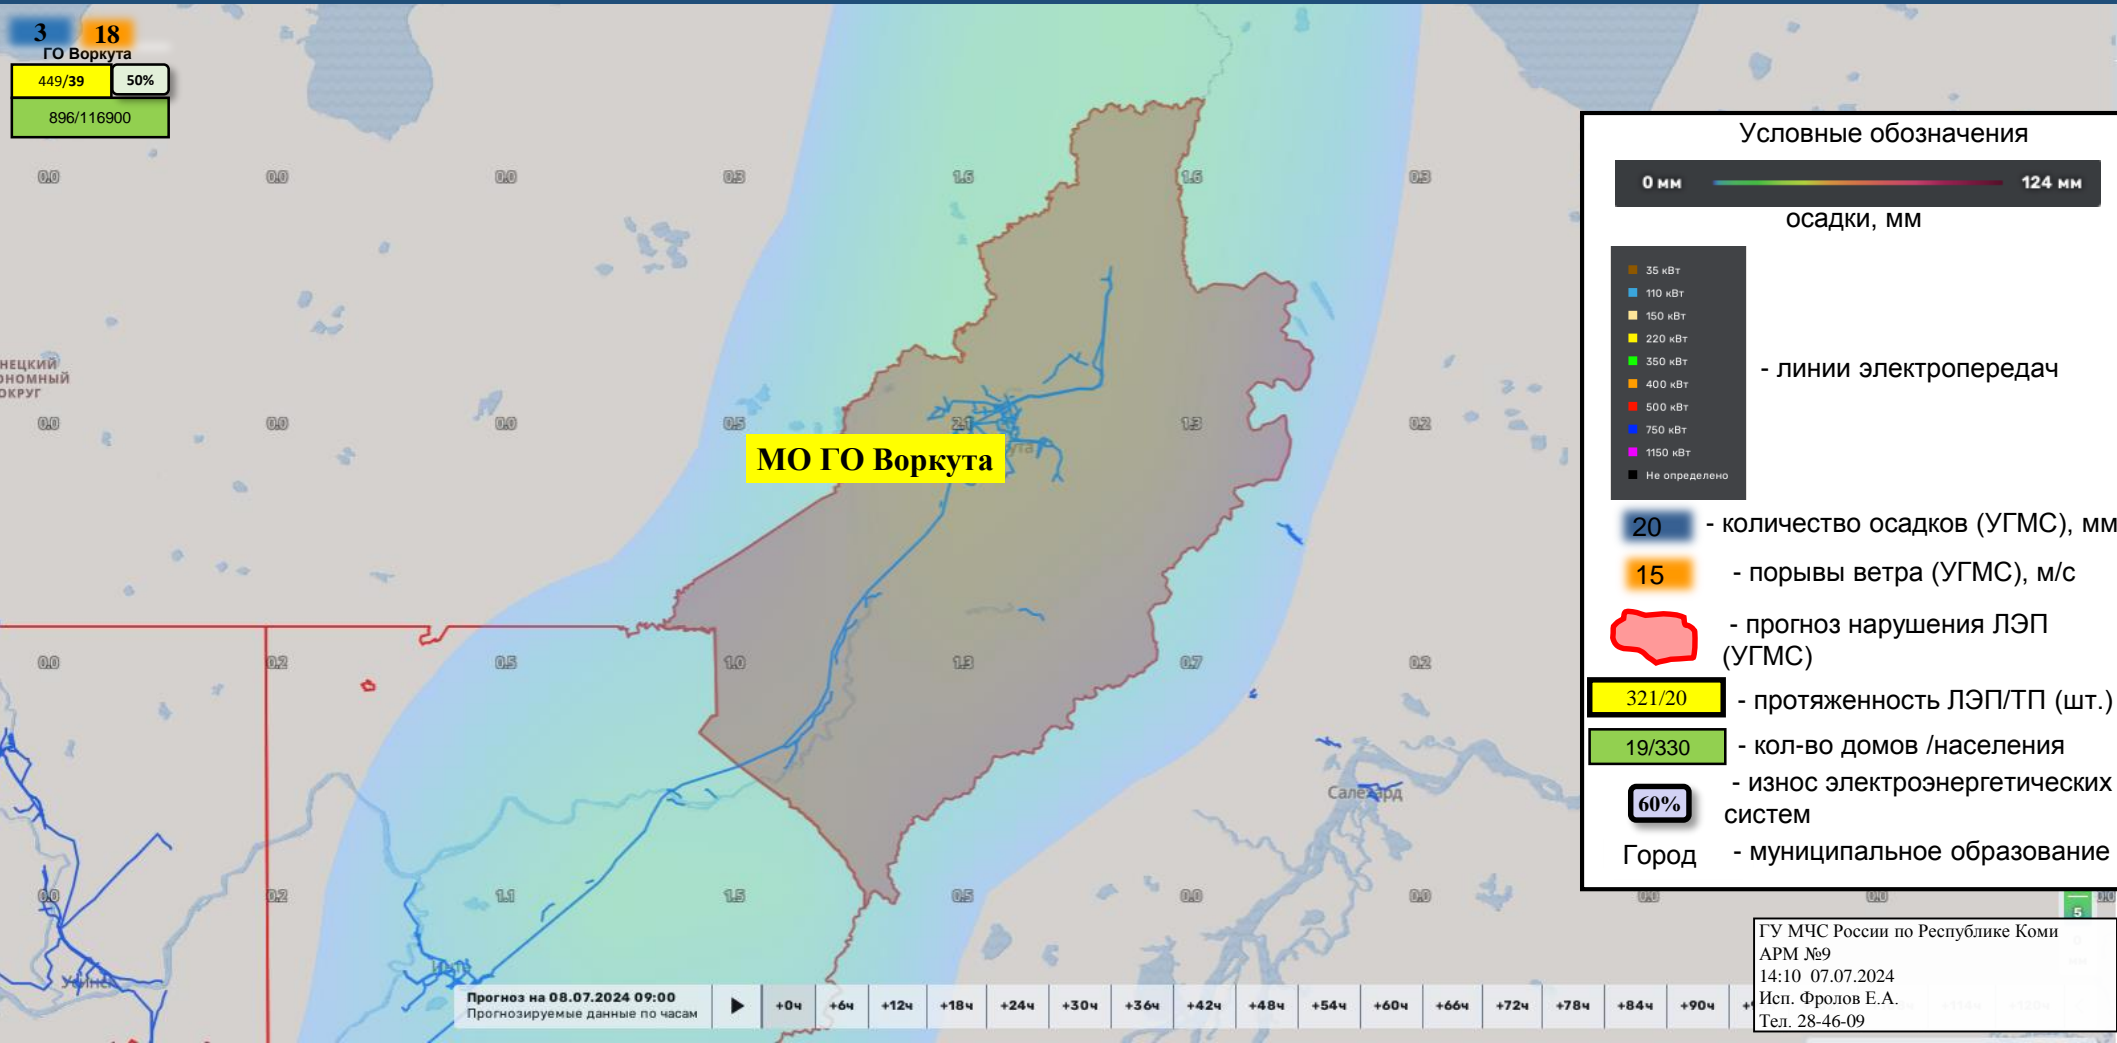 3 18
ГО Воркута
449/39 50%
896/116900
Условные обозначения
0 мм 124 мм
осадки, мм
0.0 0.0 0.0 0.3 1.6 1.6 0.3
35 кВт
110 кВт
150 кВт
220 кВт
350 кВт
400 кВт
500 кВт
750 кВт
1150 кВт
Не определено
- линии электропередач
НЕЦКИЙ
ОНОМНЫЙ
ОКРУГ
0.0 0.0 0.0 0.5 2.1 1.3 0.2
МО ГО Воркута
20 - количество осадков (УГМС), мм
15 - порывы ветра (УГМС), м/с
- прогноз нарушения ЛЭП
(УГМС)
0.0 0.2 0.5 1.0 1.3 0.7 0.2
321/20 - протяженность ЛЭП/ТП (шт.)
19/330 - кол-во домов /населения
60% - износ электроэнергетических
систем
Город - муниципальное образование
Салехард
0.0 0.2 1.1 1.5 0.5 0.0 0.0 0.0 0.0 0.0
5
Усинск
ГУ МЧС России по Республике Коми
АРМ №9
14:10 07.07.2024
Исп. Фролов Е.А.
Тел. 28-46-09
Прогноз на 08.07.2024 09:00
Прогнозируемые данные по часам
+0ч +6ч +12ч +18ч +24ч +30ч +36ч +42ч +48ч +54ч +60ч +66ч +72ч +78ч +84ч +90ч